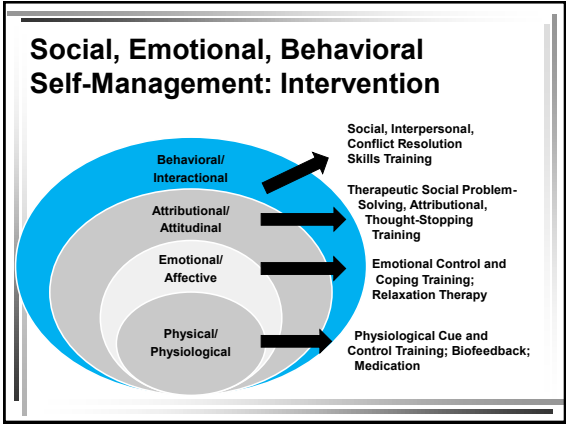 Social, Emotional, Behavioral
Self-Management: Intervention
Behavioral/
Interactional
Social, Interpersonal,
Conflict Resolution
Skills Training
Attributional/
Attitudinal
Therapeutic Social Problem-
Solving, Attributional,
Thought-Stopping
Training
Emotional/
Affective
Emotional Control and
Coping Training;
Relaxation Therapy
Physical/
Physiological
Physiological Cue and
Control Training; Biofeedback;
Medication